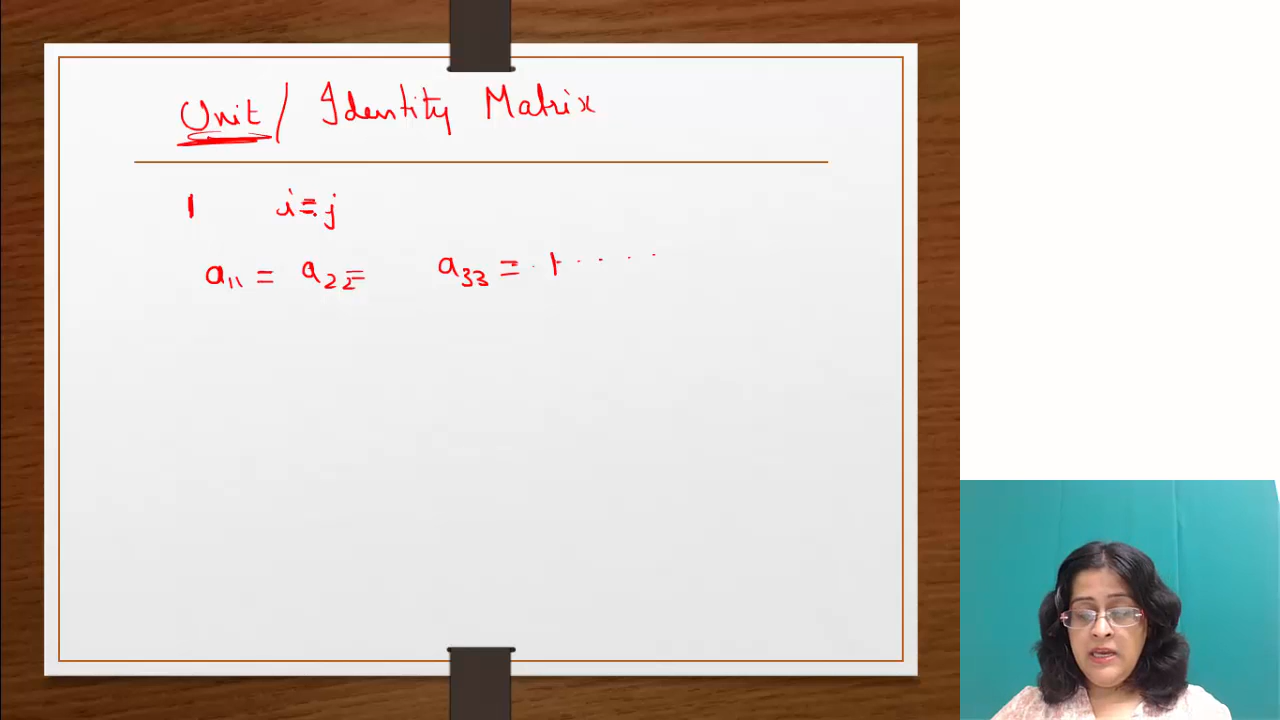 Unit / Identity Matrix
1 i = j
a₁₁ = a₂₂ = a₃₃ = 1 ....